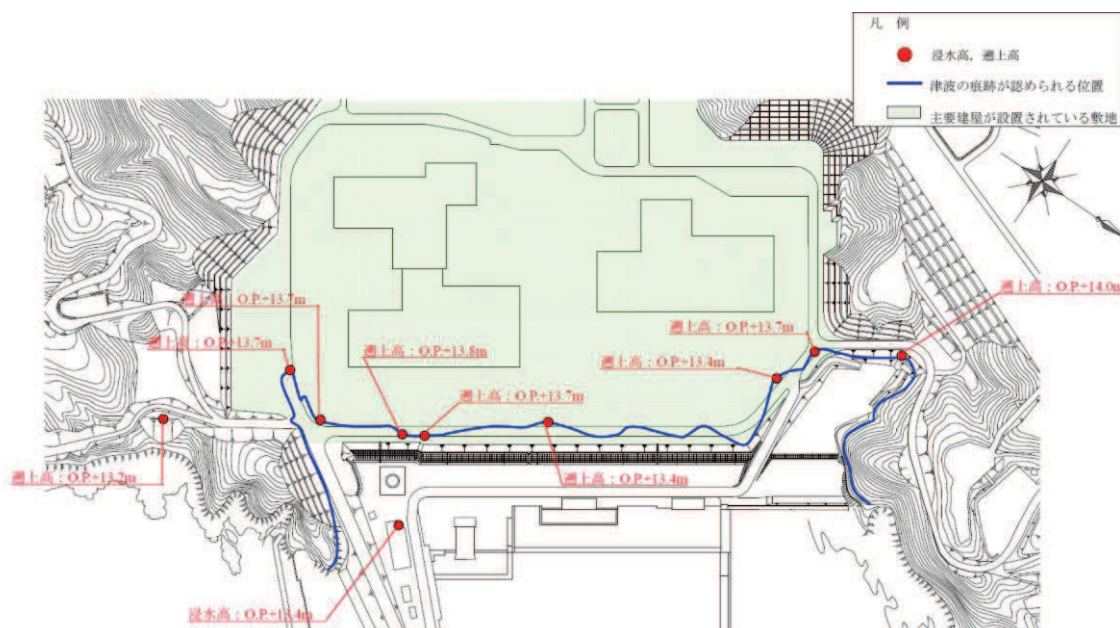 凡 例
浸水高，遡上高
津波の痕跡が認められる位置
主要建屋が設置されている敷地
遡上高：O.P.+13.7m
遡上高：O.P.+14.0m
遡上高：O.P.+13.7m
遡上高：O.P.+13.7m
遡上高：O.P.+13.8m
遡上高：O.P.+13.4m
遡上高：O.P.+13.7m
遡上高：O.P.+13.2m
遡上高：O.P.+13.4m
浸水高：O.P.+13.4m